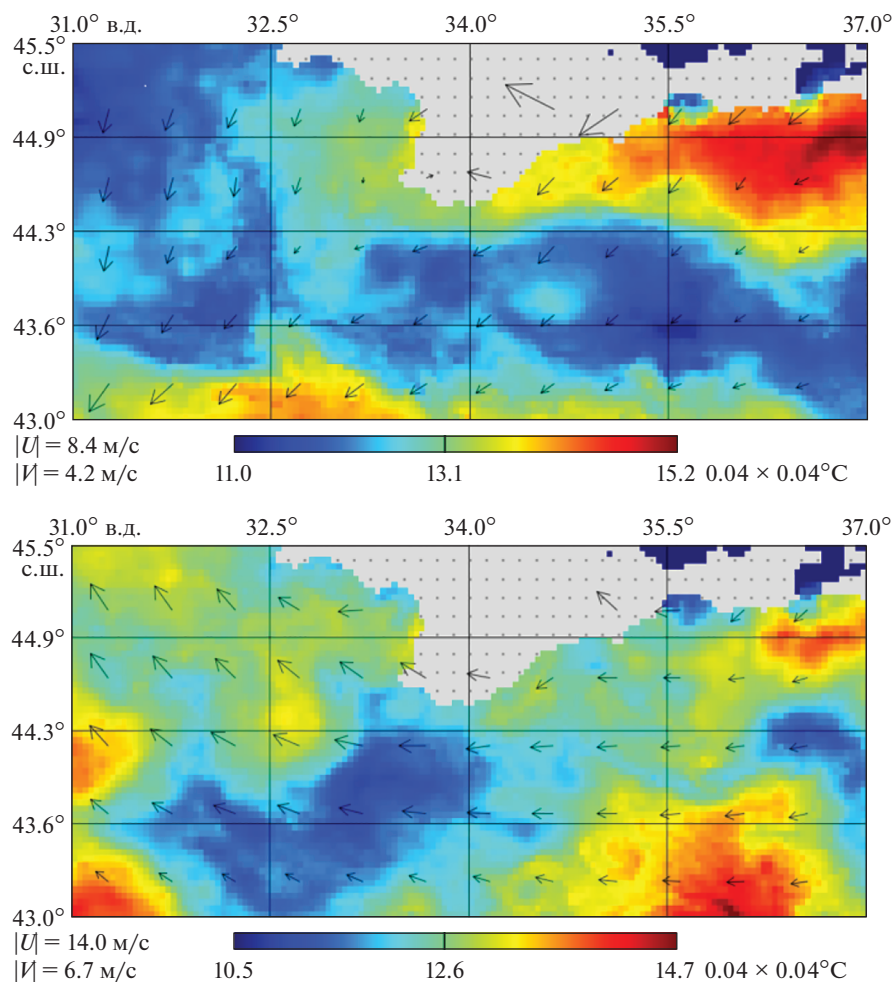 31.0° в.д. 32.5° 34.0° 35.5° 37.0°
45.5°
с.ш.
44.9°
44.3°
43.6°
43.0°
|U| = 8.4 м/с
|V| = 4.2 м/с 11.0 13.1 15.2 0.04 × 0.04°C
31.0° в.д. 32.5° 34.0° 35.5° 37.0°
45.5°
с.ш.
44.9°
44.3°
43.6°
43.0°
|U| = 14.0 м/с
|V| = 6.7 м/с 10.5 12.6 14.7 0.04 × 0.04°C